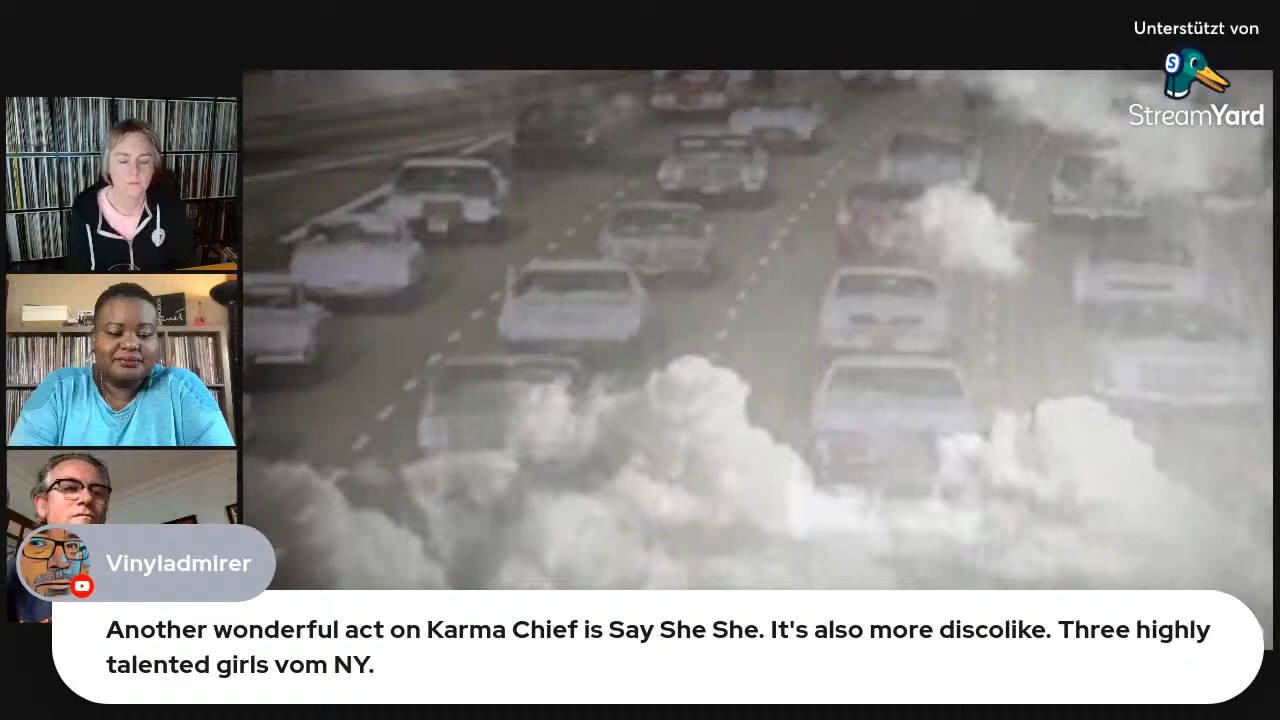 Unterstützt von
StreamYard
Vinyladmirer
Another wonderful act on Karma Chief is Say She She. It's also more discolike. Three highly
talented girls vom NY.